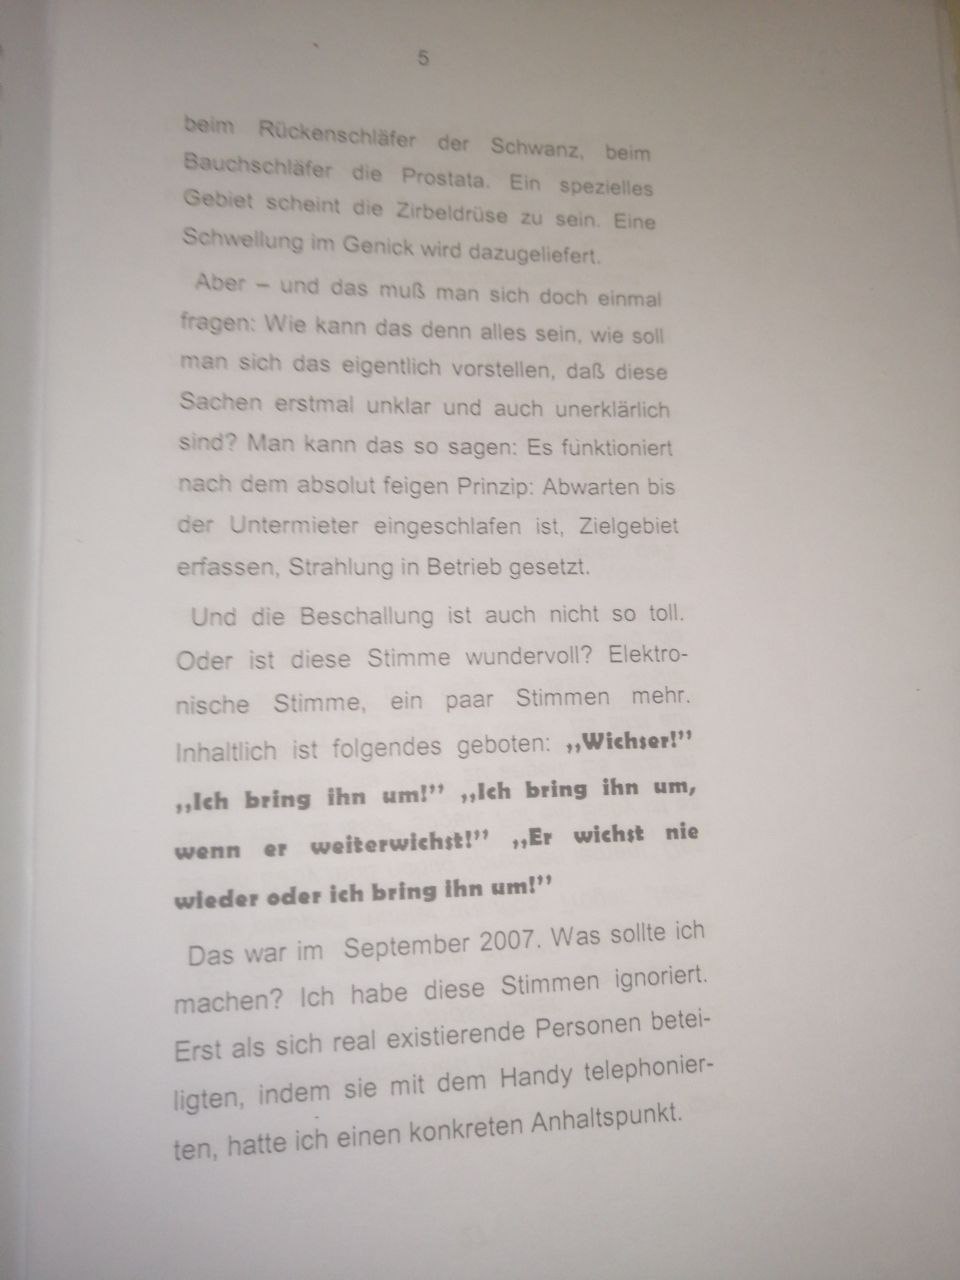 5
beim Rückenschläfer der Schwanz, beim
Bauchschläfer die Prostata. Ein spezielles
Gebiet scheint die Zirbeldrüse zu sein. Eine
Schwellung im Genick wird dazugeliefert.
Aber – und das muß man sich doch einmal
fragen: Wie kann das denn alles sein, wie soll
man sich das eigentlich vorstellen, daß diese
Sachen erstmal unklar und auch unerklärlich
sind? Man kann das so sagen: Es funktioniert
nach dem absolut feigen Prinzip: Abwarten bis
der Untermieter eingeschlafen ist, Zielgebiet
erfassen, Strahlung in Betrieb gesetzt.
Und die Beschallung ist auch nicht so toll.
Oder ist diese Stimme wundervoll? Elektro-
nische Stimme, ein paar Stimmen mehr.
Inhaltlich ist folgendes geboten: „Wichser!”
„Ich bring ihn um!” „Ich bring ihn um,
wenn er weiterwichst!” „Er wichst nie
wieder oder ich bring ihn um!”
Das war im September 2007. Was sollte ich
machen? Ich habe diese Stimmen ignoriert.
Erst als sich real existierende Personen betei-
ligten, indem sie mit dem Handy telephonier-
ten, hatte ich einen konkreten Anhaltspunkt.